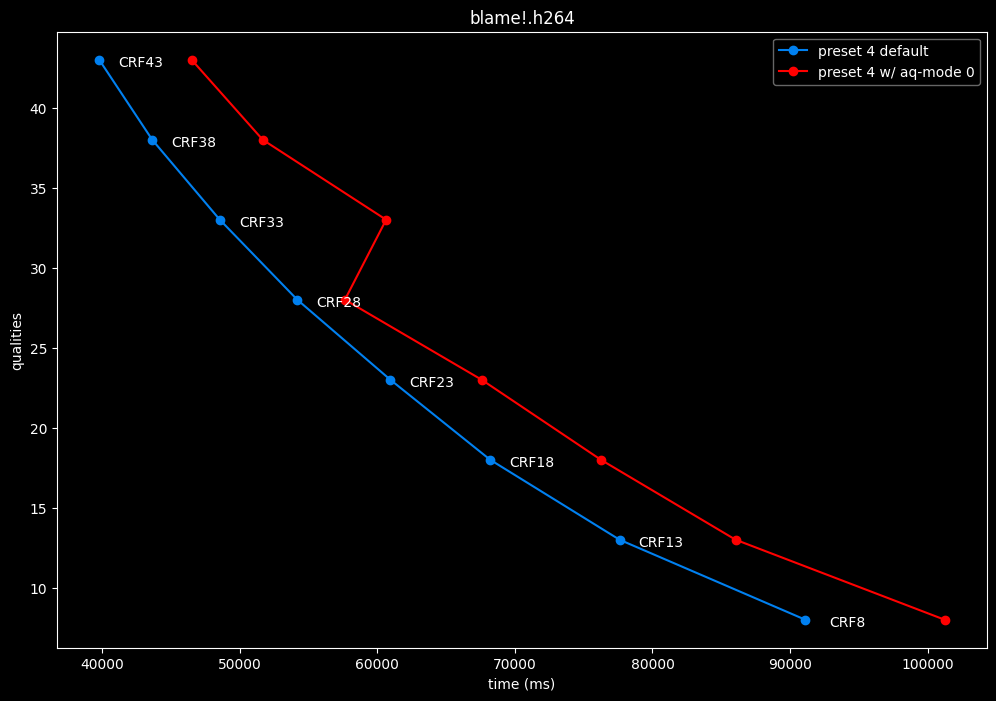 blame!.h264
preset 4 default
preset 4 w/ aq-mode 0
CRF43
CRF38
CRF33
CRF28
CRF23
CRF18
CRF13
CRF8
qualities
40
35
30
25
20
15
10
40000 50000 60000 70000 80000 90000 100000
time (ms)